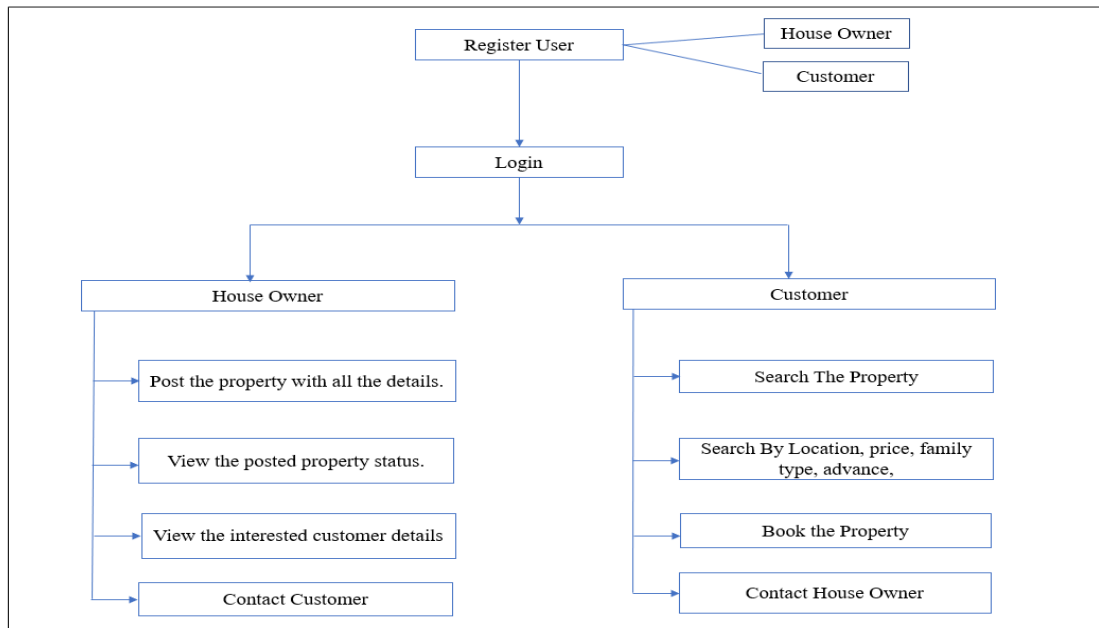 Register User
House Owner
Customer
Login
House Owner
Customer
Post the property with all the details.
View the posted property status.
View the interested customer details
Contact Customer
Search The Property
Search By Location, price, family
type, advance,
Book the Property
Contact House Owner